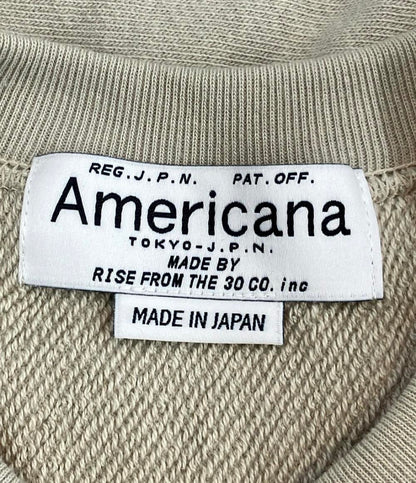 REG.J.P.N. PAT.OFF.
Americana
TOKYO-J.P.N.
MADE BY
RISE FROM THE 30 CO. inc
MADE IN JAPAN